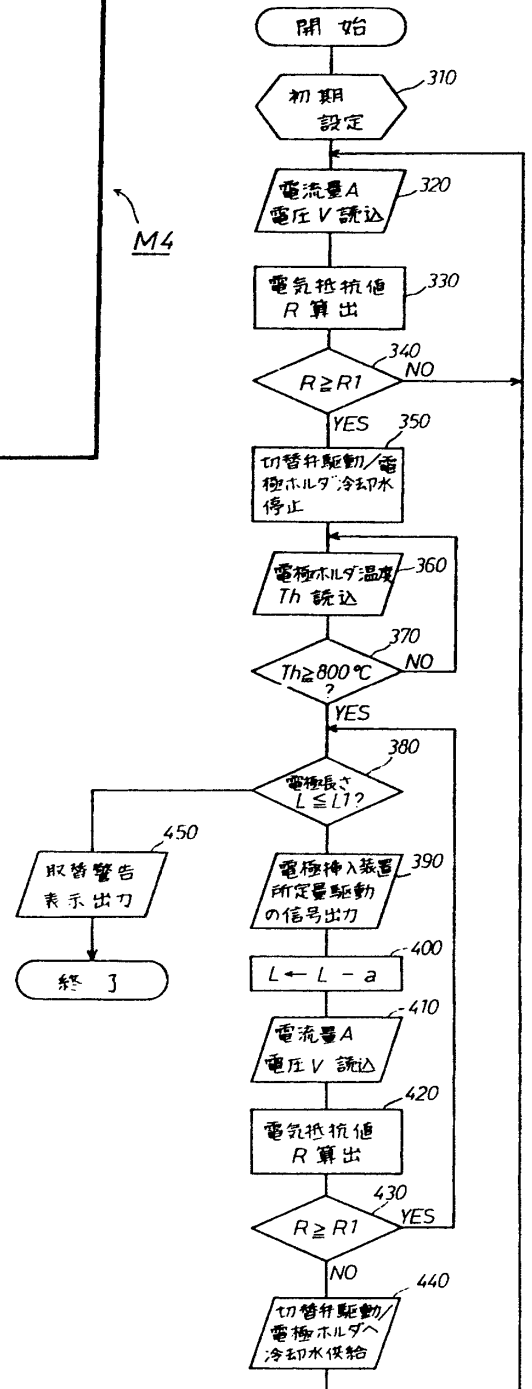 開始
310
初期
設定
320
電流量A
電圧V 読込
M4
330
電気抵抗値
R 算出
340
R≧R1
NO
YES
350
切替弁駆動/電
極ホルダ冷却水
停止
360
電極ホルダ温度
Th 読込
370
Th≧800℃
?
NO
YES
380
電極長さ
L≦L1?
450
取替警告
表示出力
終了
390
電極挿入装置
所定量駆動
の信号出力
400
L←L-a
410
電流量A
電圧V 読込
420
電気抵抗値
R 算出
430
R≧R1
YES
NO
440
切替弁駆動/
電極ホルダへ
冷却水供給